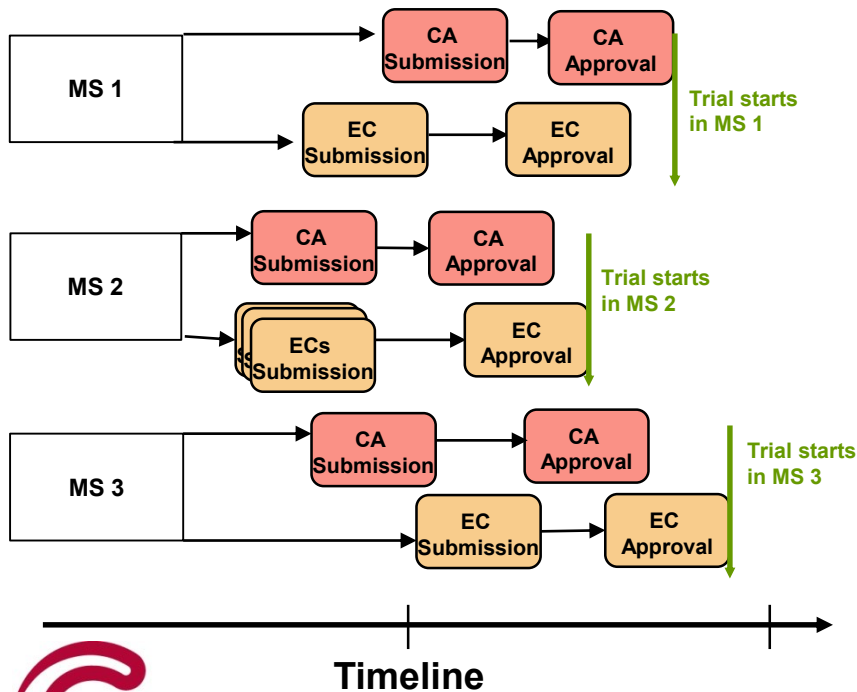 CA
Submission
CA
Approval
MS 1
Trial starts
in MS 1
EC
Submission
EC
Approval
CA
Submission
CA
Approval
MS 2
Trial starts
in MS 2
ECs
Submission
EC
Approval
CA
Submission
CA
Approval
MS 3
Trial starts
in MS 3
EC
Submission
EC
Approval
Timeline